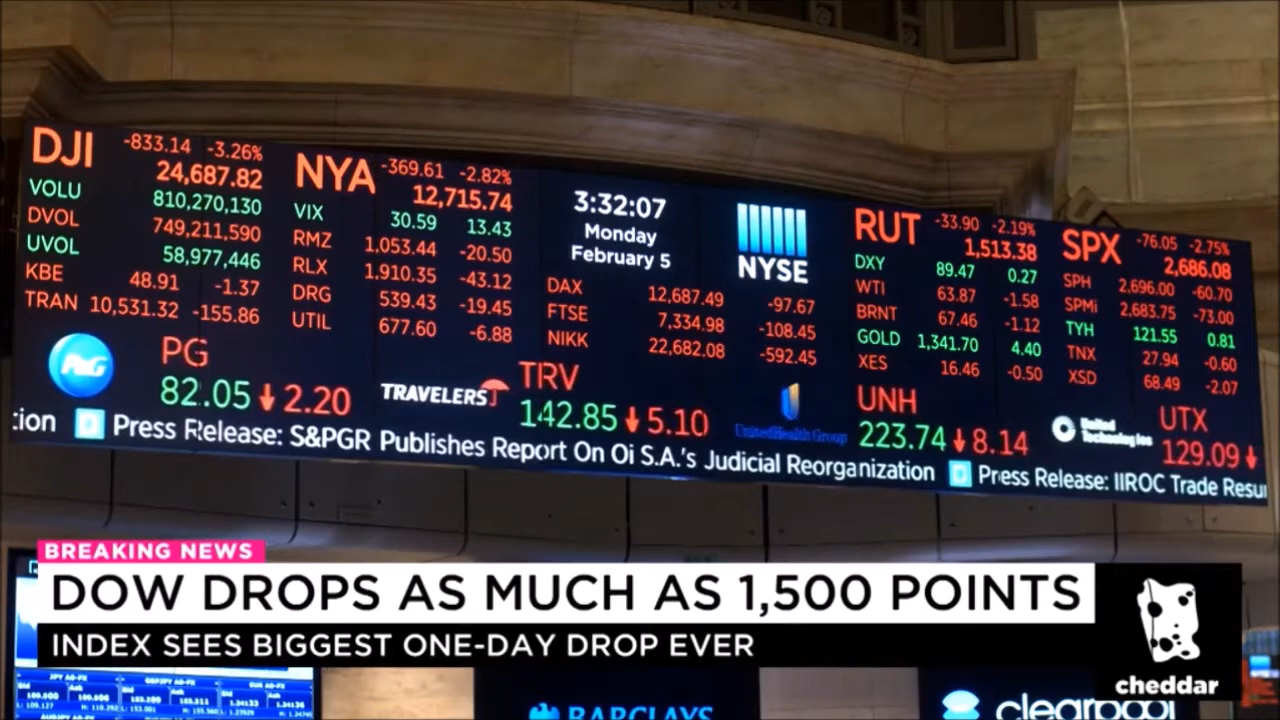 DJI -833.14 -3.26%
24,687.82
VOLU 810,270,130
DVOL 749,211,590
UVOL 58,977,446
KBE 48.91 -1.37
TRAN 10,531.32 -155.86
NYA -369.61 -2.82%
12,715.74
VIX 30.59 13.43
RMZ 1,053.44 -20.50
RLX 1,910.35 -43.12
DRG 539.43 -19.45
UTIL 677.60 -6.88
3:32:07
Monday
February 5
DAX 12,687.49 -97.67
FTSE 7,334.98 -108.45
NIKK 22,682.08 -592.45
NYSE
RUT -33.90 -2.19%
1,513.38
DXY 89.47 0.27
WTI 63.87 -1.58
BRNT 67.46 -1.12
GOLD 1,341.70 4.40
XES 16.46 -0.50
SPX -76.05 -2.75%
2,686.08
SPH 2,696.00 -60.70
SPMi 2,683.75 -73.00
TYH 121.55 0.81
TNX 27.94 -0.60
XSD 68.49 -2.07
P&G PG
82.05 ↓ 2.20
TRAVELERS TRV
142.85 ↓ 5.10
UnitedHealth Group UNH
223.74 ↓ 8.14
United Technologies UTX
129.09 ↓
tion Press Release: S&PGR Publishes Report On Oi S.A.'s Judicial Reorganization Press Release: IIROC Trade Resu
BREAKING NEWS
DOW DROPS AS MUCH AS 1,500 POINTS
INDEX SEES BIGGEST ONE-DAY DROP EVER
cheddar
BARCLAYS
clearpool